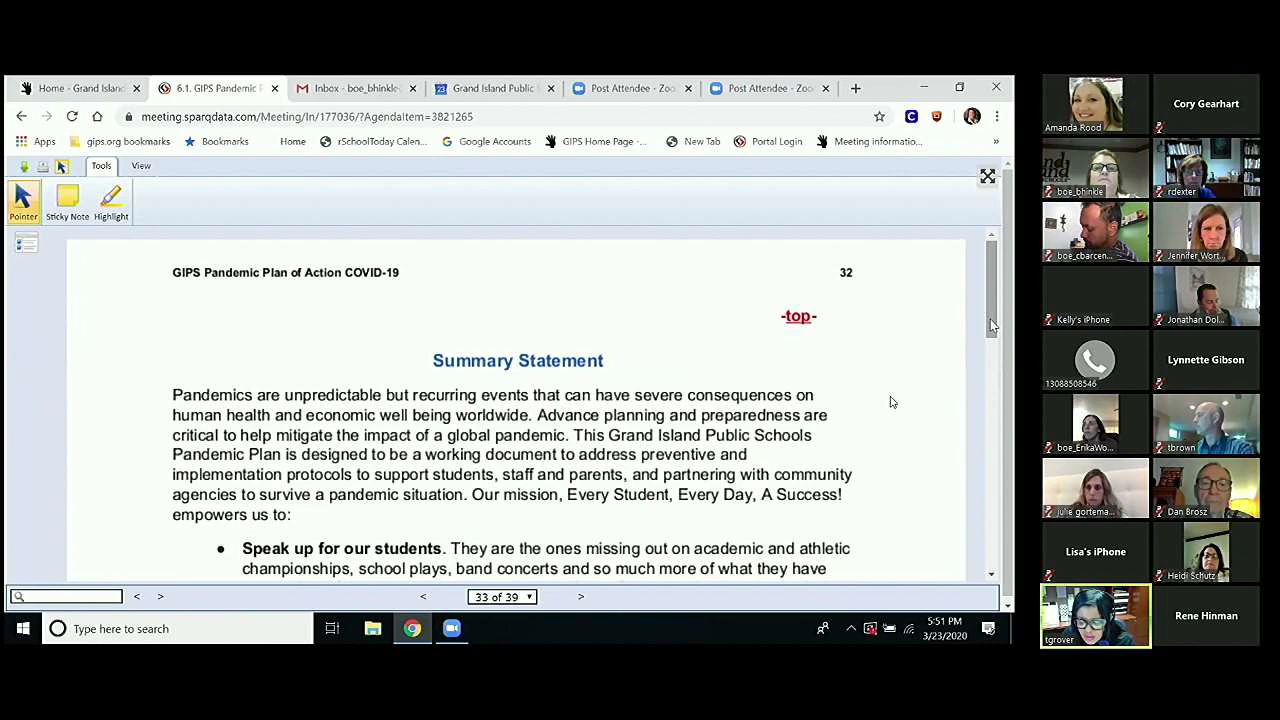 Home - Grand Island
6.1. GIPS Pandemic P
Inbox - boe_bhinkle
Grand Island Public S
Post Attendee - Zoo
Post Attendee - Zoo
meeting.sparqdata.com/Meeting/In/177036/?AgendaItem=3821265
Apps
gips.org bookmarks
Bookmarks
Home
rSchoolToday Calen...
Google Accounts
GIPS Home Page -...
New Tab
Portal Login
Meeting informatio...
»
Tools
View
Pointer
Sticky Note
Highlight
GIPS Pandemic Plan of Action COVID-19
32
-top-
Summary Statement
Pandemics are unpredictable but recurring events that can have severe consequences on
human health and economic well being worldwide. Advance planning and preparedness are
critical to help mitigate the impact of a global pandemic. This Grand Island Public Schools
Pandemic Plan is designed to be a working document to address preventive and
implementation protocols to support students, staff and parents, and partnering with community
agencies to survive a pandemic situation. Our mission, Every Student, Every Day, A Success!
empowers us to:
● Speak up for our students. They are the ones missing out on academic and athletic
championships, school plays, band concerts and so much more of what they have
33 of 39
Type here to search
5:51 PM
3/23/2020
Amanda Rood
Cory Gearhart
boe_bhinkle
rdexter
boe_cbarcen...
Jennifer Wort...
Kelly's iPhone
Jonathan Dol...
13088508546
Lynnette Gibson
boe_ErikaWo...
tbrown
julie gortema...
Dan Brosz
Lisa's iPhone
Heidi Schutz
tgrover
Rene Hinman